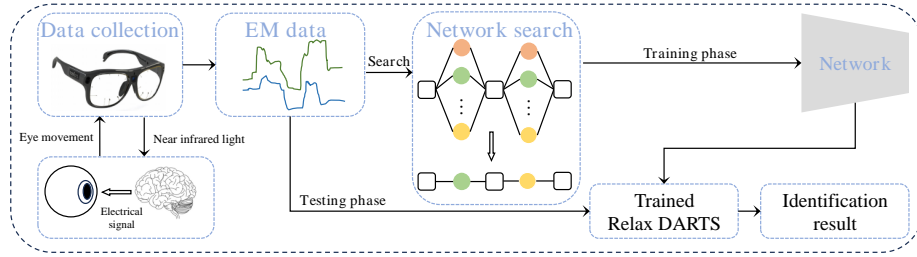 Data collection
EM data
Network search
Training phase
Network
Search
Eye movement
Near infrared light
Electrical
signal
Testing phase
Trained
Relax DARTS
Identification
result